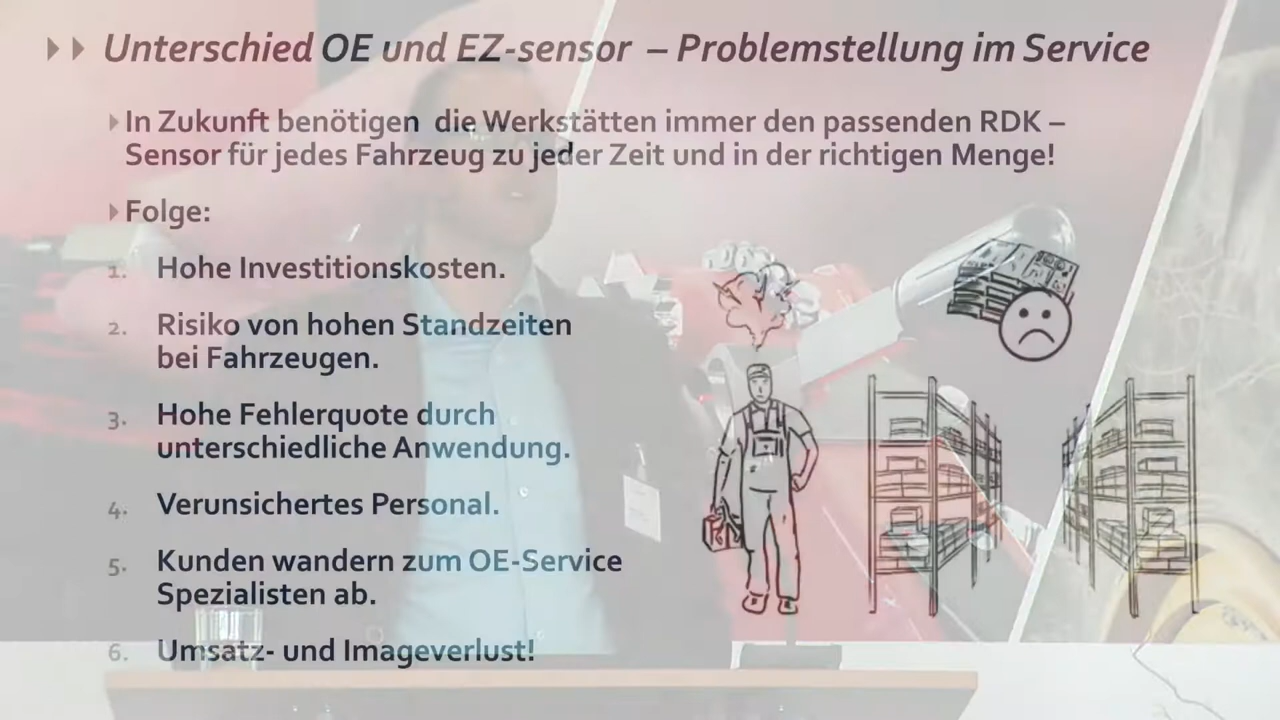 Unterschied OE und EZ-sensor – Problemstellung im Service
In Zukunft benötigen die Werkstätten immer den passenden RDK –
Sensor für jedes Fahrzeug zu jeder Zeit und in der richtigen Menge!
Folge:
1. Hohe Investitionskosten.
2. Risiko von hohen Standzeiten
bei Fahrzeugen.
3. Hohe Fehlerquote durch
unterschiedliche Anwendung.
4. Verunsichertes Personal.
5. Kunden wandern zum OE-Service
Spezialisten ab.
6. Umsatz- und Imageverlust!